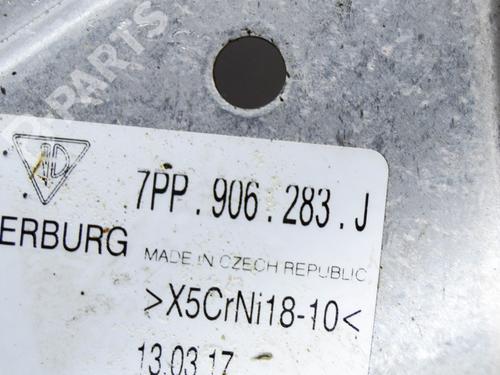 7PP.906.283.J
ERBURG MADE IN CZECH REPUBLIC
>X5CrNi18-10<
13.03.17